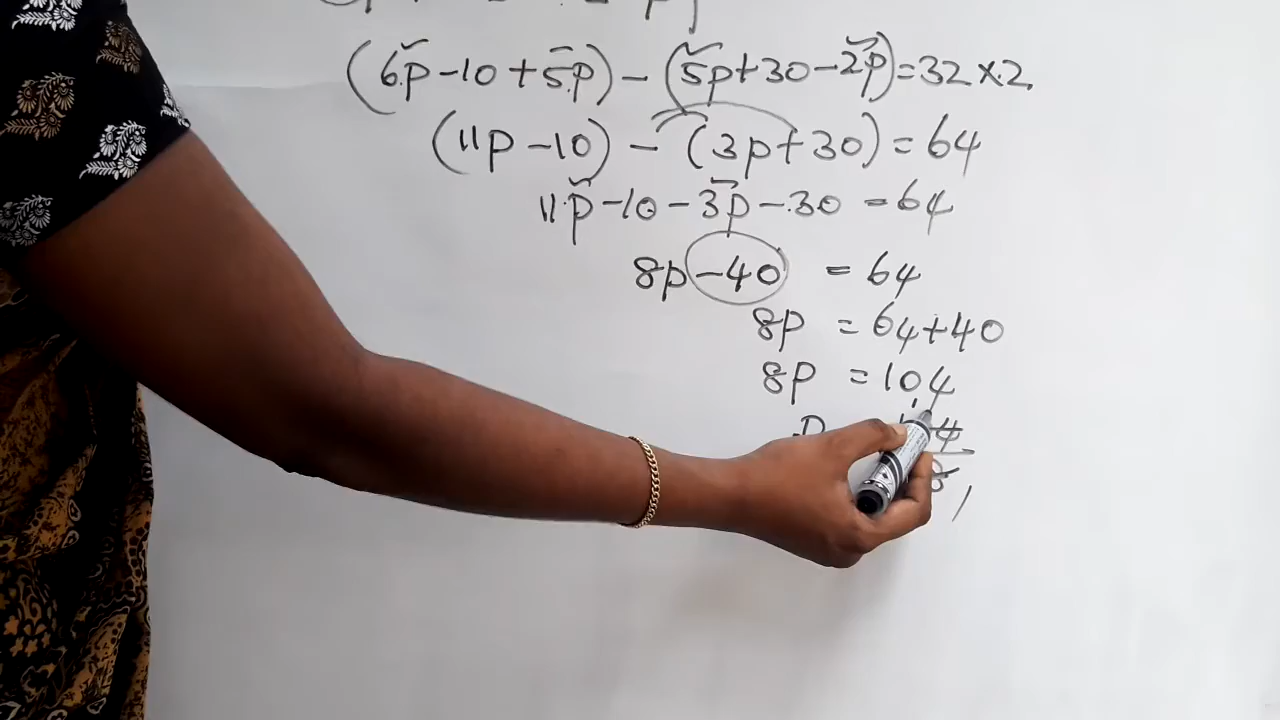 (6p-10+5p)-(5p+30-2p)=32×2
(11p-10)-(3p+30)=64
11p-10-3p-30=64
8p-40=64
8p=64+40
8p=104